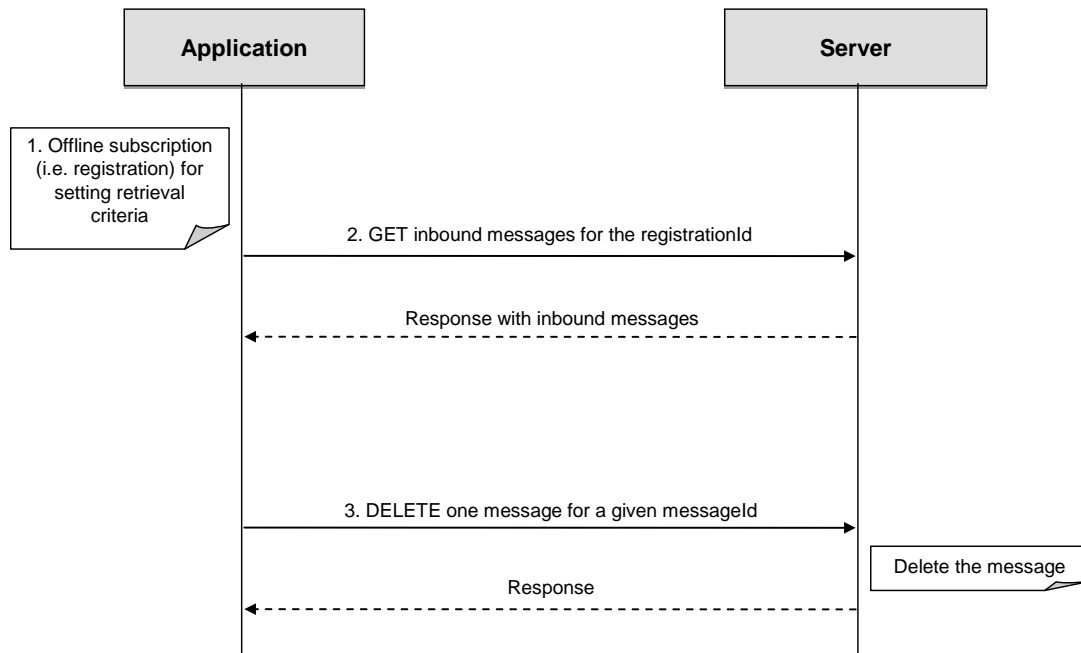 Application
Server
1. Offline subscription
(i.e. registration) for
setting retrieval
criteria
2. GET inbound messages for the registrationId
Response with inbound messages
3. DELETE one message for a given messageId
Delete the message
Response